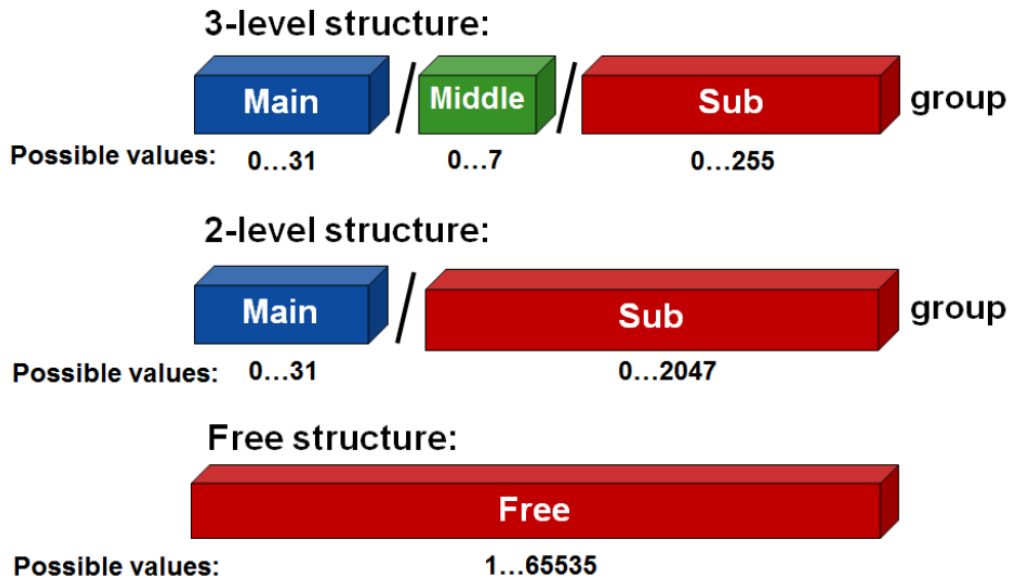 3-level structure:
Main / Middle / Sub group
Possible values: 0...31 0...7 0...255
2-level structure:
Main / Sub group
Possible values: 0...31 0...2047
Free structure:
Free
Possible values: 1...65535